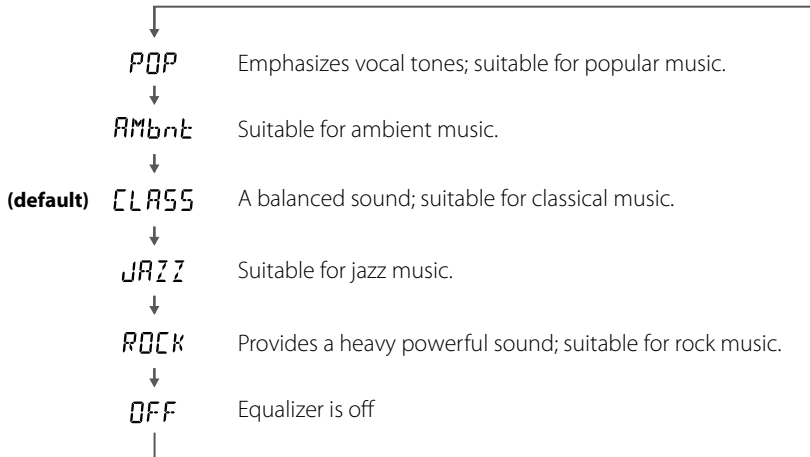 POP Emphasizes vocal tones; suitable for popular music.
AMbnt Suitable for ambient music.
(default) CLASS A balanced sound; suitable for classical music.
JAZZ Suitable for jazz music.
ROCK Provides a heavy powerful sound; suitable for rock music.
OFF Equalizer is off